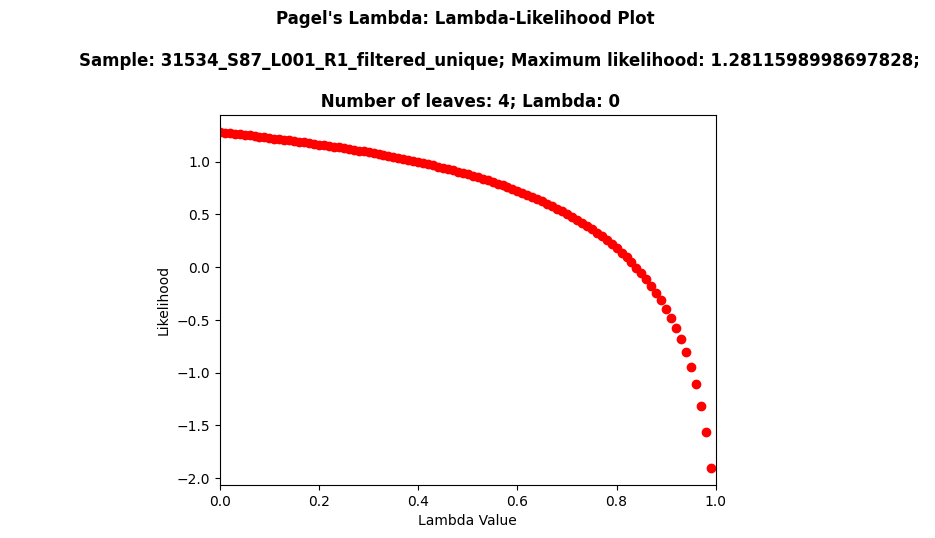 Pagel's Lambda: Lambda-Likelihood Plot
Sample: 31534_S87_L001_R1_filtered_unique; Maximum likelihood: 1.2811598998697828;
Number of leaves: 4; Lambda: 0
1.0
0.5
0.0
−0.5
−1.0
−1.5
−2.0
Likelihood
0.0 0.2 0.4 0.6 0.8 1.0
Lambda Value